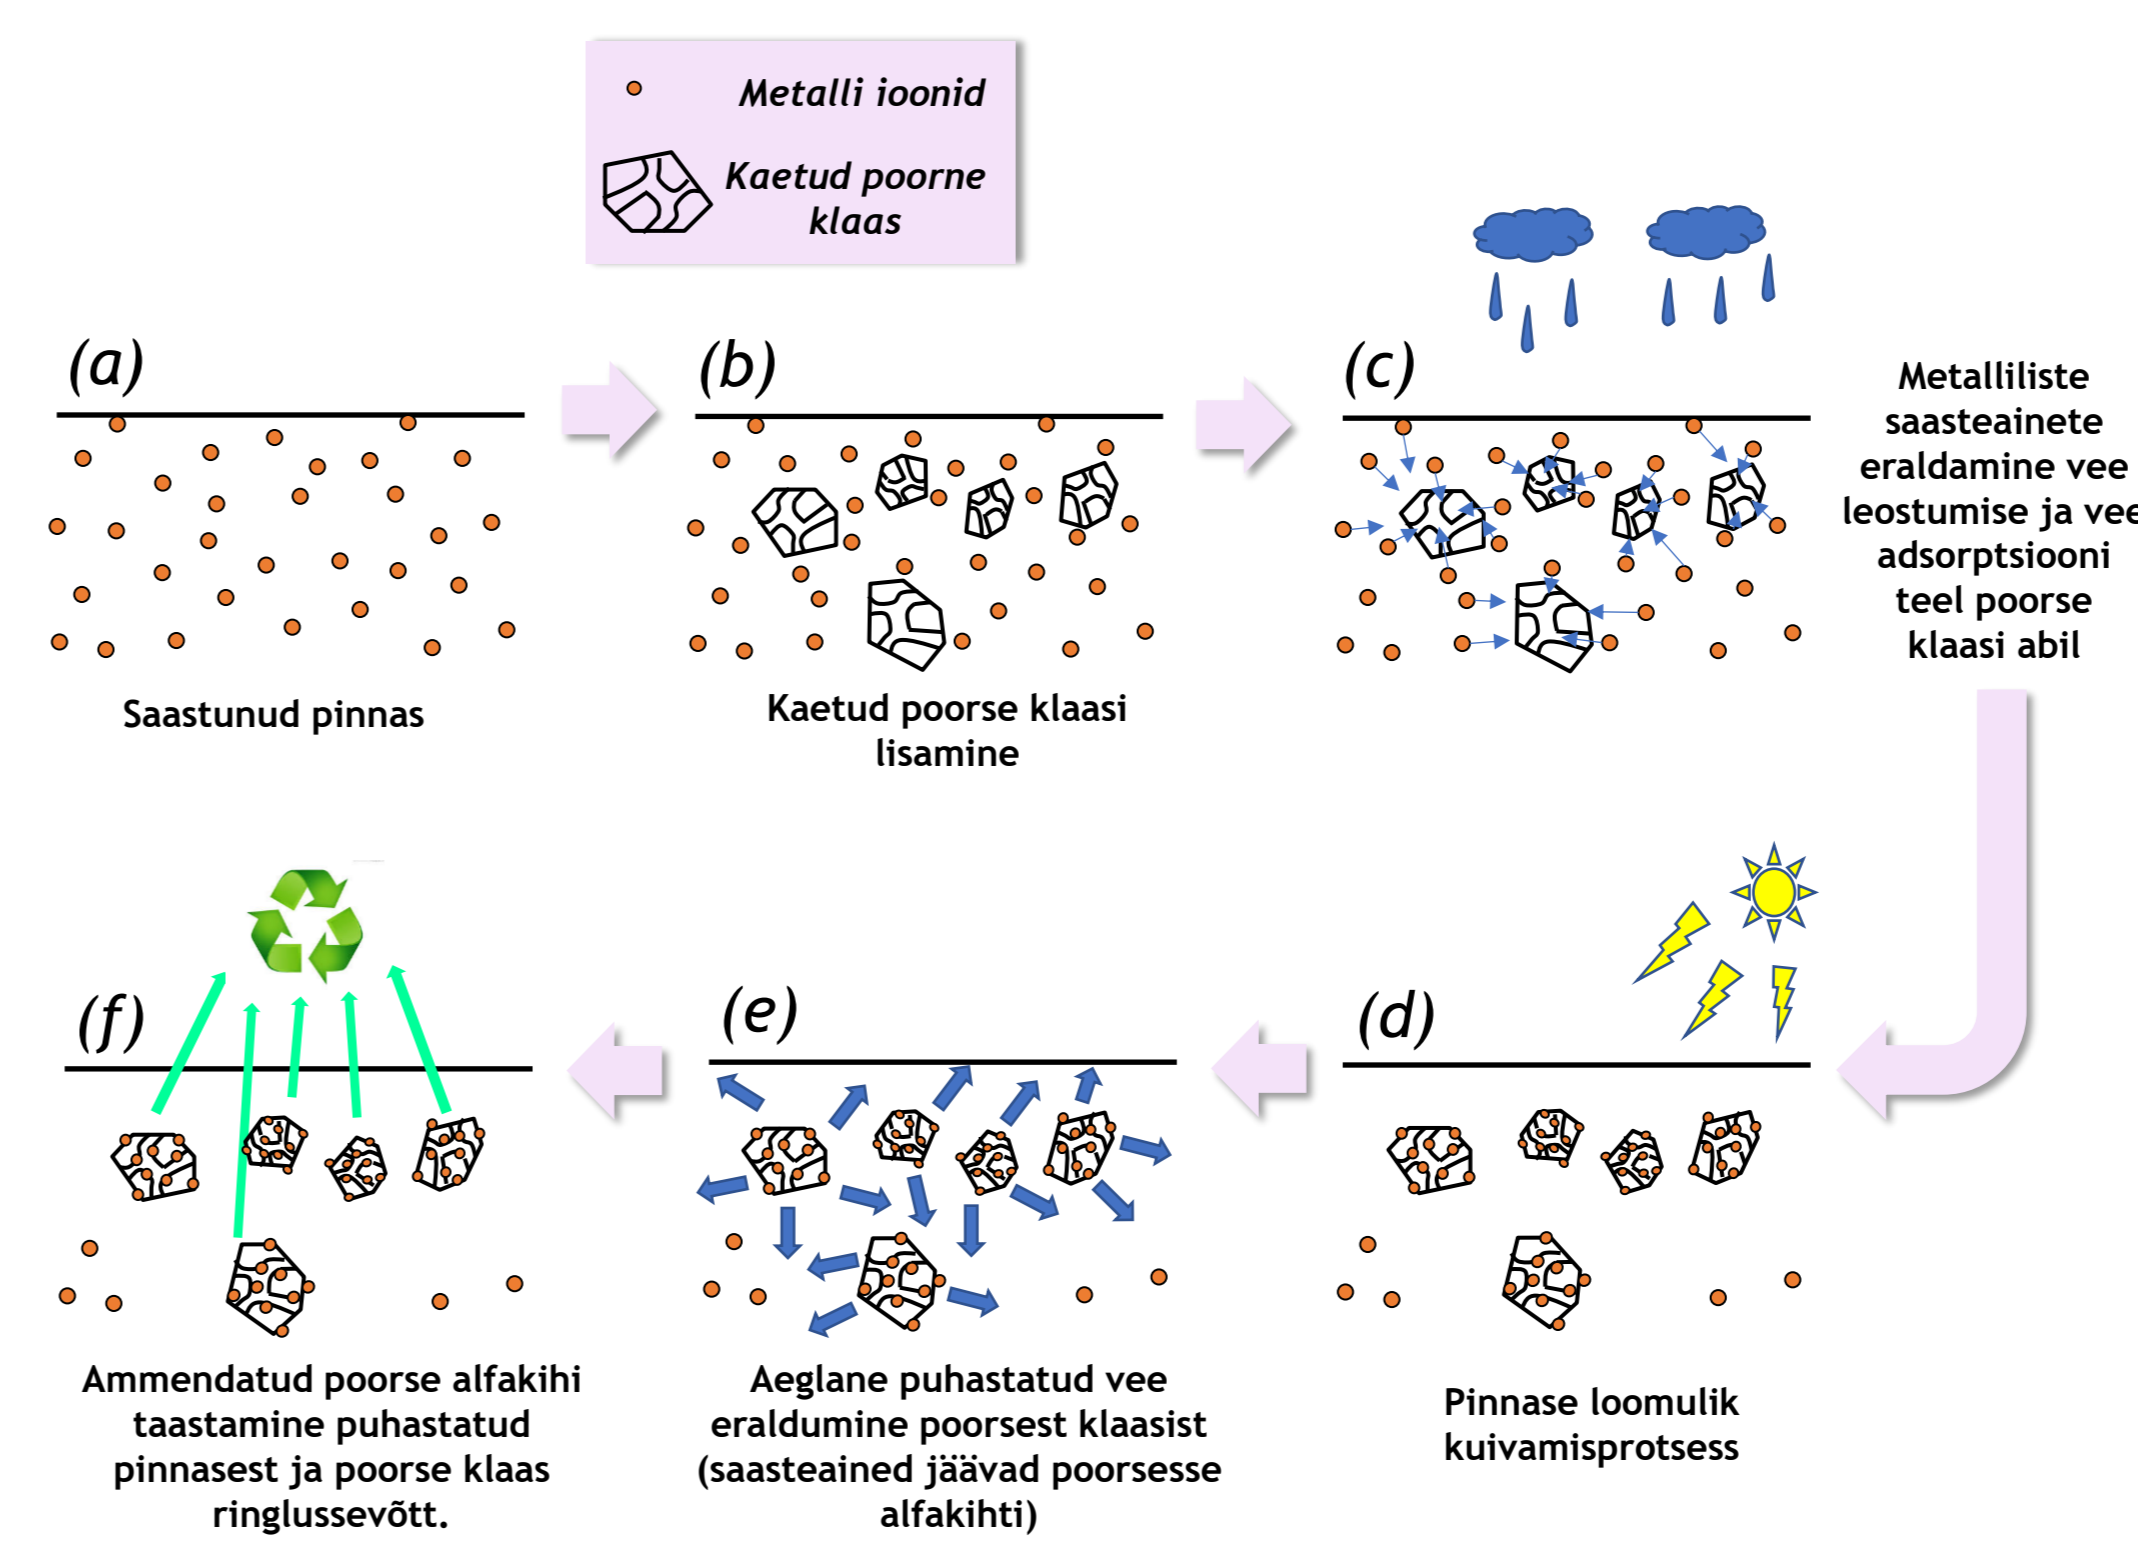 Metalli ioonid
Kaetud poorne
klaas
(a)
Saastunud pinnas
(b)
Kaetud poorse klaasi
lisamine
(c)
Metalliliste
saasteainete
eraldamine vee
leostumise ja vee
adsorptsiooni
teel poorse
klaasi abil
(d)
Pinnase loomulik
kuivamisprotsess
(e)
Aeglane puhastatud vee
eraldumine poorsest klaasist
(saasteained jäävad poorsesse
alfakihti)
(f)
Ammendatud poorse alfakihi
taastamine puhastatud
pinnasest ja poorse klaas
ringlussevõtt.